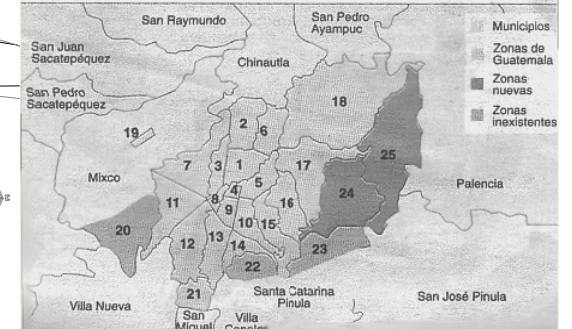 San Raymundo
San Pedro
Ayampuc
Municipios
San Juan
Sacatepéquez
Zonas de
Guatemala
Chinautla
Zonas
nuevas
San Pedro
Sacatepéquez
18
Zonas
inexistentes
2
6
19
25
7
3
1
17
Mixco
5
Palencia
4
24
11
8
16
9
20
10
15
13
12
14
23
22
21
Santa Catarina
Pinula
San José Pinula
Villa Nueva
San
Miguel
Villa